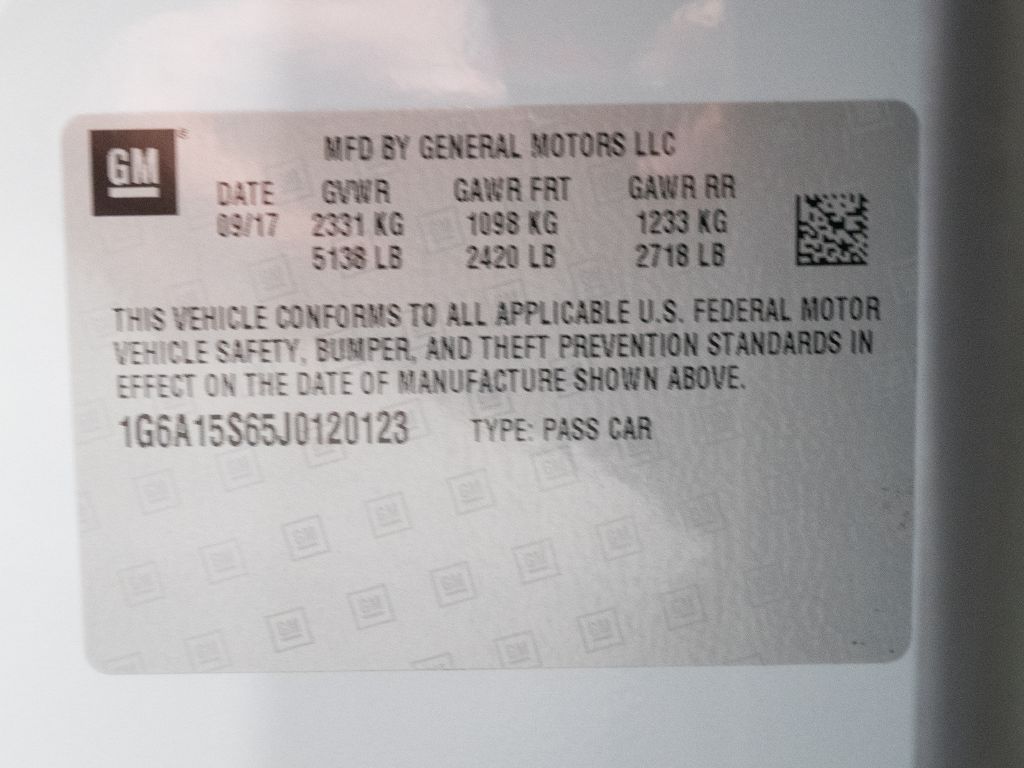 GM
MFD BY GENERAL MOTORS LLC
DATE GVWR GAWR FRT GAWR RR
09/17 2331 KG 1098 KG 1233 KG
5138 LB 2420 LB 2718 LB
THIS VEHICLE CONFORMS TO ALL APPLICABLE U.S. FEDERAL MOTOR
VEHICLE SAFETY, BUMPER, AND THEFT PREVENTION STANDARDS IN
EFFECT ON THE DATE OF MANUFACTURE SHOWN ABOVE.
1G6A15S65J0120123 TYPE: PASS CAR